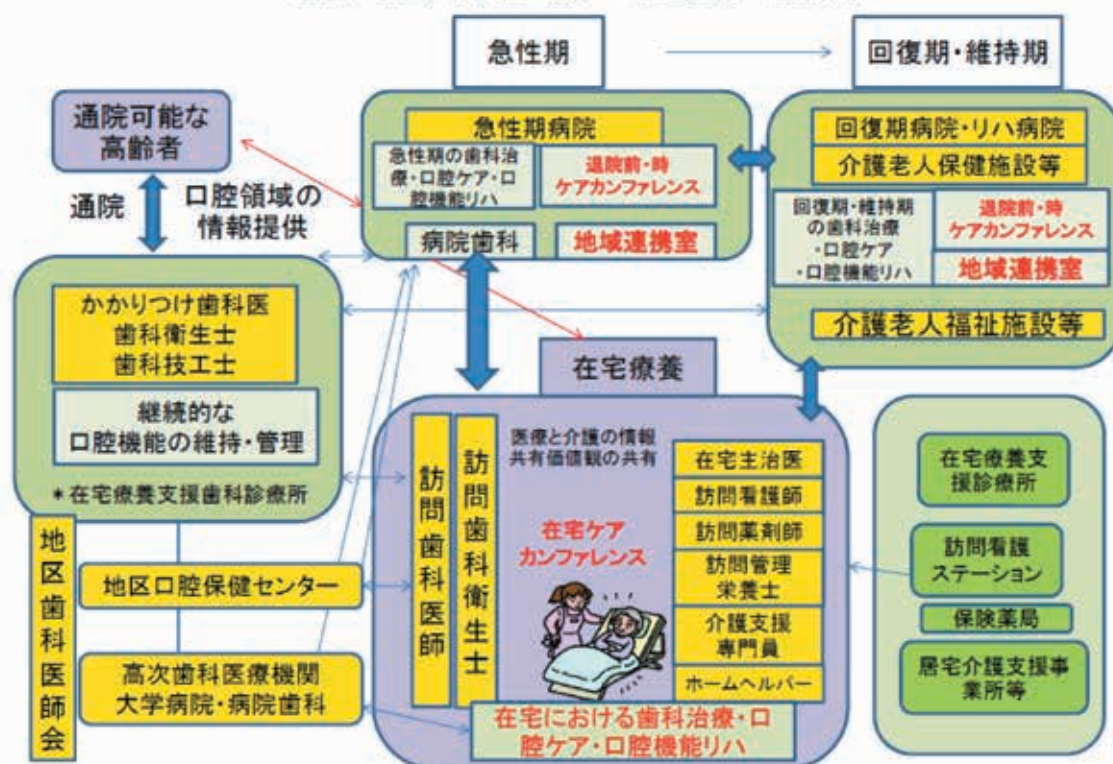 急性期
回復期・維持期
通院可能な
高齢者
通院
口腔領域の
情報提供
急性期病院
急性期の歯科治
療・口腔ケア・口
腔機能リハ
退院前・時
ケアカンファレンス
病院歯科
地域連携室
回復期病院・リハ病院
介護老人保健施設等
回復期・維持期
の歯科治療
・口腔ケア
・口腔機能リハ
退院前・時
ケアカンファレンス
地域連携室
介護老人福祉施設等
かかりつけ歯科医
歯科衛生士
歯科技工士
継続的な
口腔機能の維持・管理
*在宅療養支援歯科診療所
地区歯科医師会
地区口腔保健センター
高次歯科医療機関
大学病院・病院歯科
在宅療養
訪問歯科医師
訪問歯科衛生士
医療と介護の情報
共有価値観の共有
在宅ケア
カンファレンス
在宅主治医
訪問看護師
訪問薬剤師
訪問管理
栄養士
介護支援
専門員
ホームヘルパー
在宅における歯科治療・口
腔ケア・口腔機能リハ
在宅療養支
援診療所
訪問看護
ステーション
保険薬局
居宅介護支援事
業所等